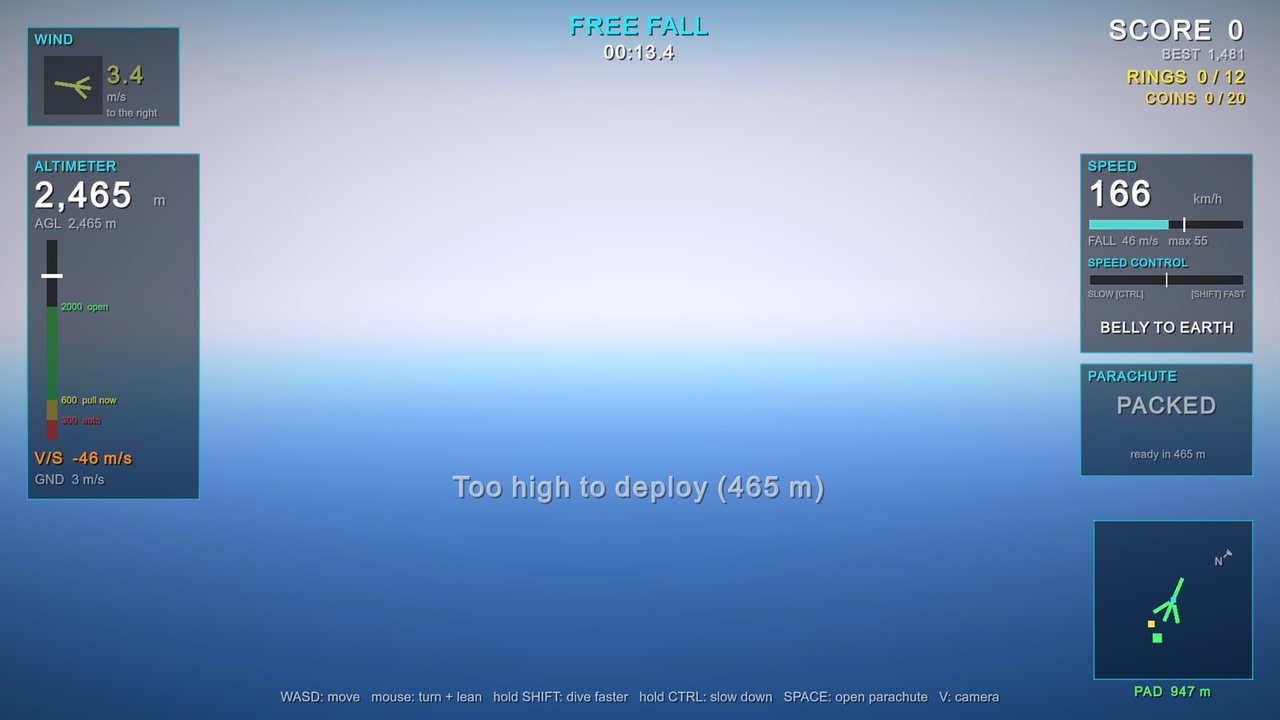 FREE FALL
00:13.4
WIND
3.4
m/s
to the right
SCORE 0
BEST 1,481
RINGS 0 / 12
COINS 0 / 20
ALTIMETER
2,465 m
AGL 2,465 m
2000 open
600 pull now
300 auto
V/S -46 m/s
GND 3 m/s
SPEED
166 km/h
FALL 46 m/s max 55
SPEED CONTROL
SLOW [CTRL] [SHIFT] FAST
BELLY TO EARTH
PARACHUTE
PACKED
ready in 465 m
Too high to deploy (465 m)
N
PAD 947 m
WASD: move mouse: turn + lean hold SHIFT: dive faster hold CTRL: slow down SPACE: open parachute V: camera